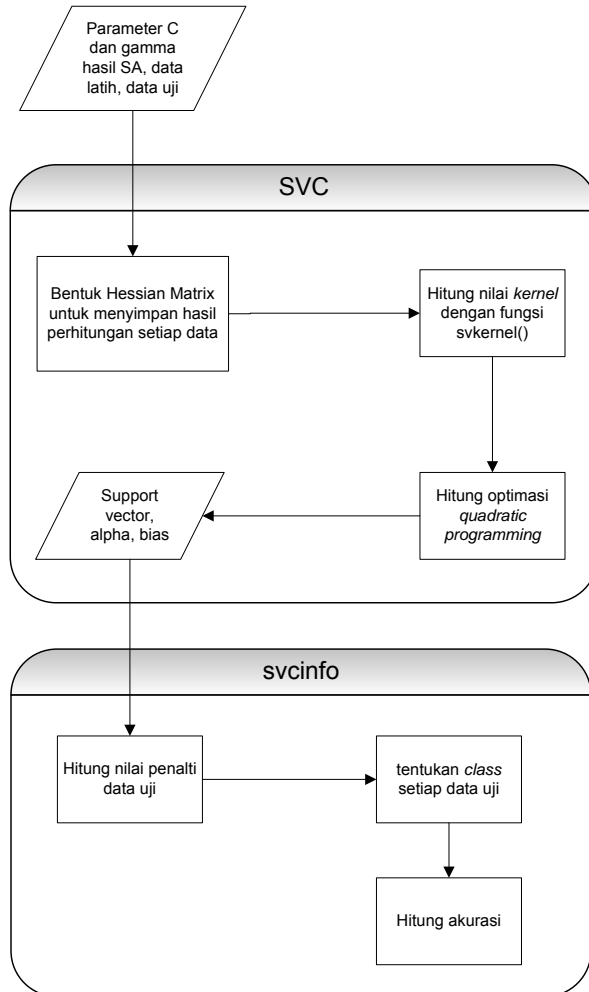 Parameter C
dan gamma
hasil SA, data
latih, data uji
SVC
Bentuk Hessian Matrix
untuk menyimpan hasil
perhitungan setiap data
Hitung nilai kernel
dengan fungsi
svkernel()
Support
vector,
alpha, bias
Hitung optimasi
quadratic
programming
svcinfo
Hitung nilai penalti
data uji
tentukan class
setiap data uji
Hitung akurasi